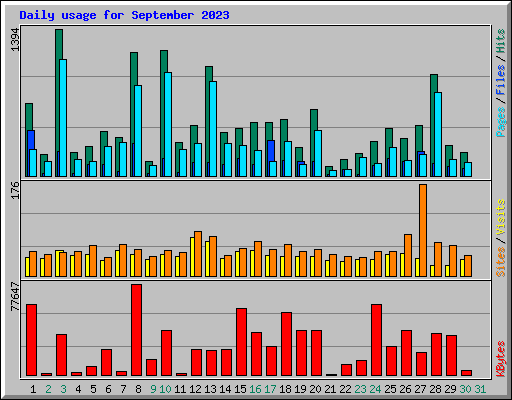 Daily usage for September 2023
1394
Pages / Files / Hits
176
Sites / Visits
77647
KBytes
1 2 3 4 5 6 7 8 9 10 11 12 13 14 15 16 17 18 19 20 21 22 23 24 25 26 27 28 29 30 31